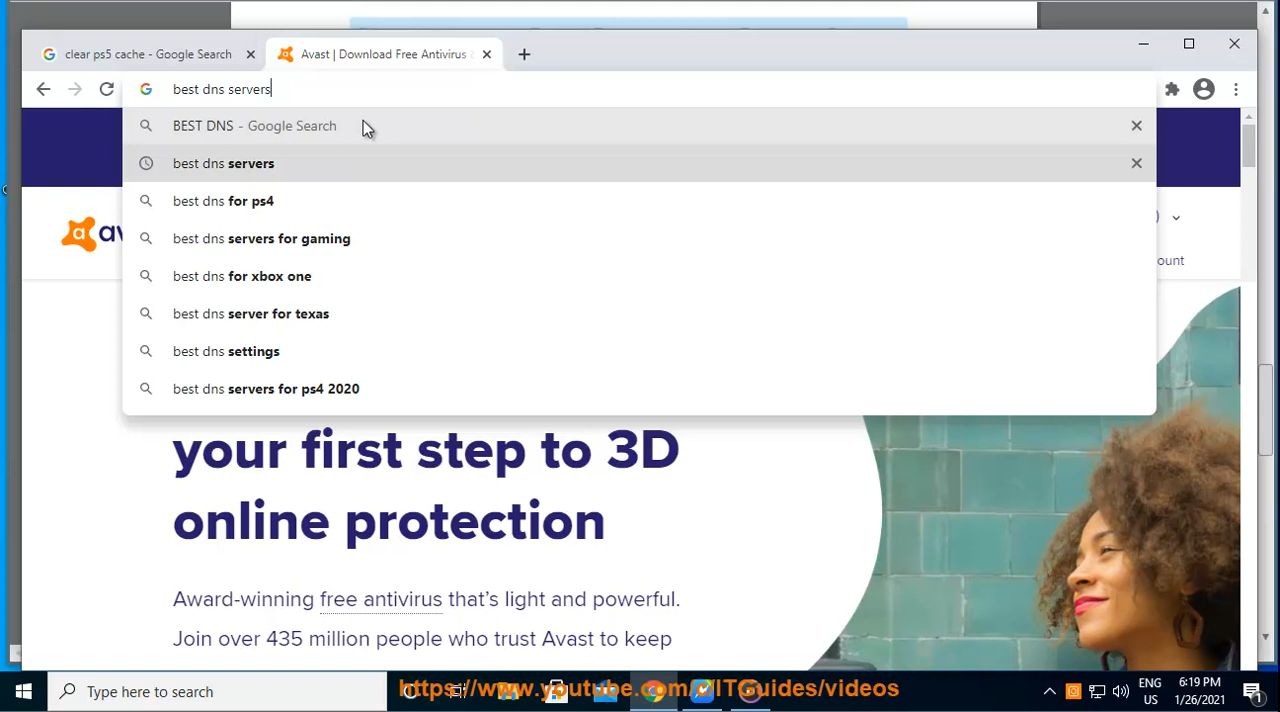 clear ps5 cache - Google Search
Avast | Download Free Antivirus
best dns servers
BEST DNS - Google Search
best dns servers
best dns for ps4
best dns servers for gaming
best dns for xbox one
best dns server for texas
best dns settings
best dns servers for ps4 2020
ount
your first step to 3D
online protection
Award-winning free antivirus that's light and powerful.
Join over 435 million people who trust Avast to keep
Type here to search
https://www.youtube.com/c/ITGuides/videos
ENG
US
6:19 PM
1/26/2021
1